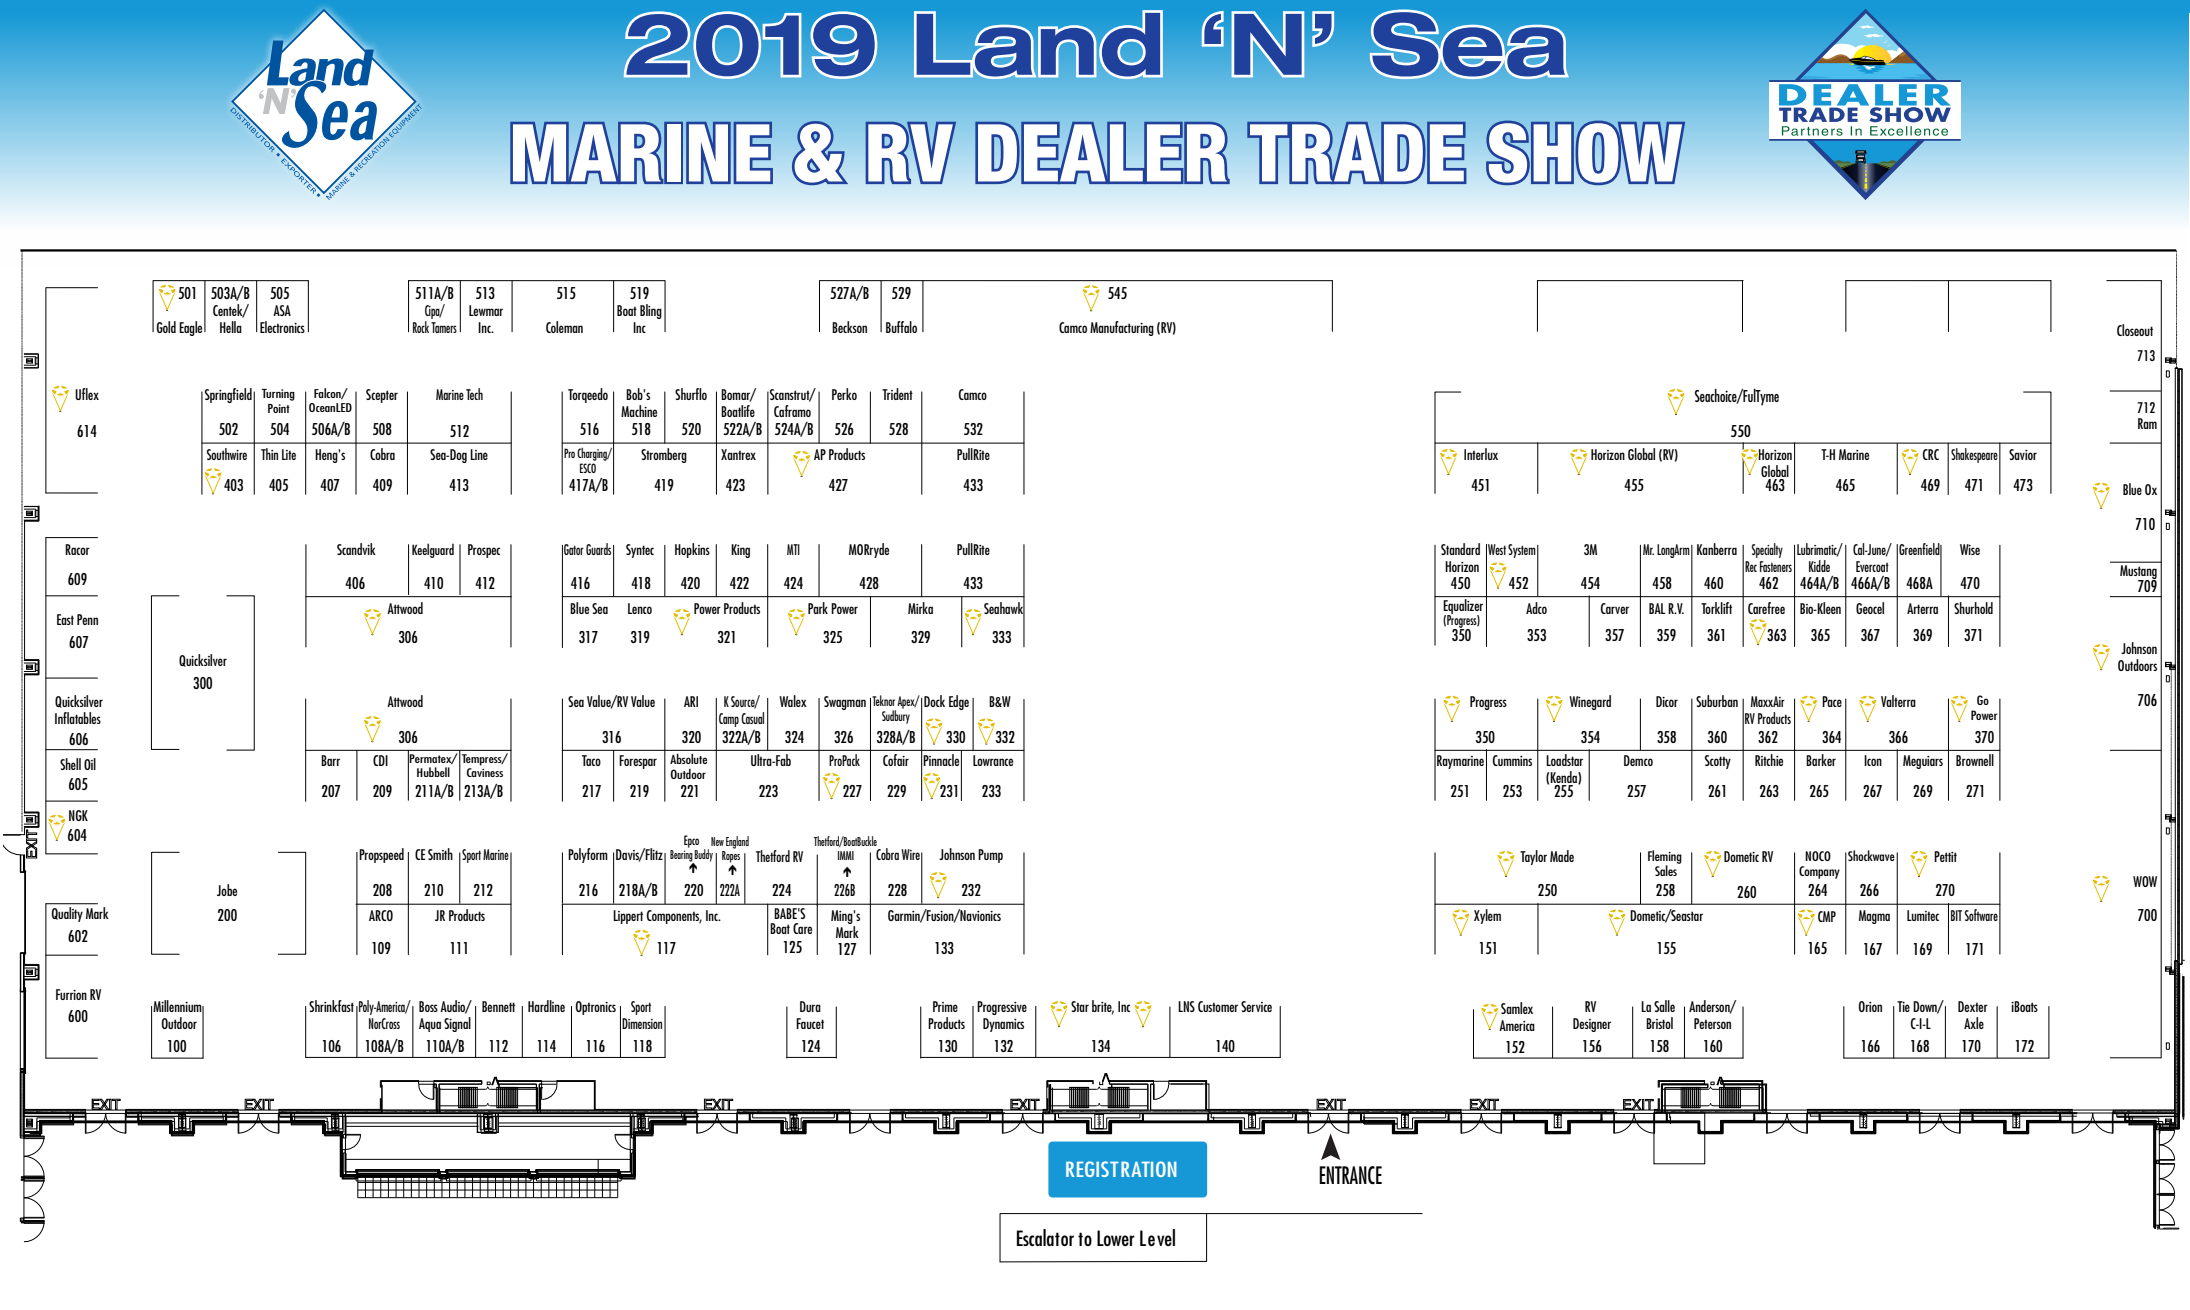 2019 Land ‘N’ Sea
MARINE & RV DEALER TRADE SHOW
Land
‘N’
Sea
DISTRIBUTOR • EXPORTER • MARINE & RECREATION EQUIPMENT
DEALER
TRADE SHOW
Partners In Excellence
501
Gold Eagle
503A/B
Centek/
Hella
505
ASA
Electronics
511A/B
Cipa/
Rock Tamers
513
Lewmar
Inc.
515
Coleman
519
Boat Bling
Inc
527A/B
Beckson
529
Buffalo
545
Camco Manufacturing (RV)
Closeout
713
712
Ram
Blue Ox
710
Mustang
709
Johnson
Outdoors
706
WOW
700
Uflex
614
Racor
609
East Penn
607
Quicksilver
Inflatables
606
Shell Oil
605
NGK
604
EXIT
Quality Mark
602
Furrion RV
600
Springfield
502
Turning
Point
504
Falcon/
OceanLED
506A/B
Scepter
508
Marine Tech
512
Southwire
403
Thin Lite
405
Heng's
407
Cobra
409
Sea-Dog Line
413
Torqeedo
516
Bob's
Machine
518
Shurflo
520
Bomar/
Boatlife
522A/B
Scanstrut/
Caframo
524A/B
Perko
526
Trident
528
Camco
532
Pro Charging/
ESCO
417A/B
Stromberg
419
Xantrex
423
AP Products
427
PullRite
433
Seachoice/FulTyme
550
Interlux
451
Horizon Global (RV)
455
Horizon
Global
463
T-H Marine
465
CRC
469
Shakespeare
471
Savior
473
Quicksilver
300
Scandvik
406
Keelguard
410
Prospec
412
Attwood
306
Gator Guards
416
Syntec
418
Hopkins
420
King
422
MTI
424
MORryde
428
PullRite
433
Blue Sea
317
Lenco
319
Power Products
321
Park Power
325
Mirka
329
Seahawk
333
Standard
Horizon
450
West System
452
3M
454
Mr. LongArm
458
Kanberra
460
Specialty
Rec Fasteners
462
Lubrimatic/
Kidde
464A/B
Cal-June/
Evercoat
466A/B
Greenfield
468A
Wise
470
Equalizer
(Progress)
350
Adco
353
Carver
357
BAL R.V.
359
Torklift
361
Carefree
363
Bio-Kleen
365
Geocel
367
Arterra
369
Shurhold
371
Attwood
306
Barr
207
CDI
209
Permatex/
Hubbell
211A/B
Tempress/
Caviness
213A/B
Sea Value/RV Value
316
ARI
320
K Source/
Camp Casual
322A/B
Walex
324
Swagman
326
Teknor Apex/
Sudbury
328A/B
Dock Edge
330
B&W
332
Taco
217
Forespar
219
Absolute
Outdoor
221
Ultra-Fab
223
ProPack
227
Cofair
229
Pinnacle
231
Lowrance
233
Progress
350
Winegard
354
Dicor
358
Suburban
360
MaxxAir
RV Products
362
Pace
364
Valterra
366
Go
Power
370
Raymarine
251
Cummins
253
Loadstar
(Kenda)
255
Demco
257
Scotty
261
Ritchie
263
Barker
265
Icon
267
Meguiars
269
Brownell
271
Jobe
200
Propspeed
208
CE Smith
210
Sport Marine
212
ARCO
109
JR Products
111
Polyform
216
Davis/Flitz
218A/B
Epco
Bearing Buddy
220
New England
Ropes
222A
Thetford RV
224
Thetford/BoatBuckle
IMMI
226B
Cobra Wire
228
Johnson Pump
232
Lippert Components, Inc.
117
BABE'S
Boat Care
125
Ming's
Mark
127
Garmin/Fusion/Navionics
133
Taylor Made
250
Fleming
Sales
258
Dometic RV
260
NOCO
Company
264
Shockwave
266
Pettit
270
Xylem
151
Dometic/Seastar
155
CMP
165
Magma
167
Lumitec
169
BIT Software
171
Millennium
Outdoor
100
Shrinkfast
106
Poly-America/
NorCross
108A/B
Boss Audio/
Aqua Signal
110A/B
Bennett
112
Hardline
114
Optronics
116
Sport
Dimension
118
Dura
Faucet
124
Prime
Products
130
Progressive
Dynamics
132
Star brite, Inc
134
LNS Customer Service
140
Samlex
America
152
RV
Designer
156
La Salle
Bristol
158
Anderson/
Peterson
160
Orion
166
Tie Down/
C-I-L
168
Dexter
Axle
170
iBoats
172
EXIT
EXIT
EXIT
EXIT
EXIT
EXIT
EXIT
REGISTRATION
ENTRANCE
Escalator to Lower Level